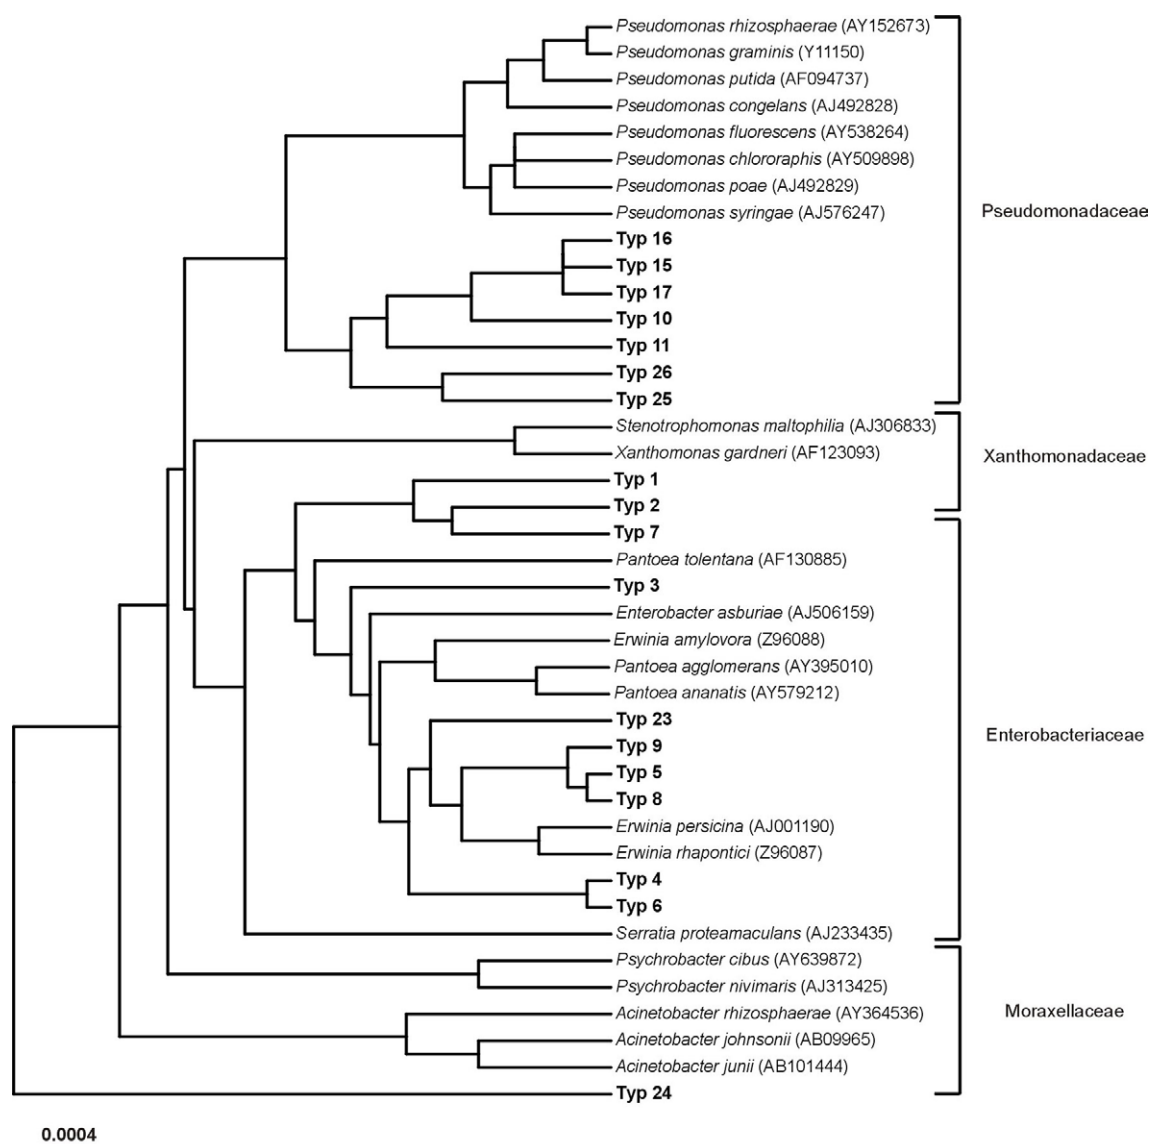 Pseudomonas rhizosphaerae (AY152673)
Pseudomonas graminis (Y11150)
Pseudomonas putida (AF094737)
Pseudomonas congelans (AJ492828)
Pseudomonas fluorescens (AY538264)
Pseudomonas chlororaphis (AY509898)
Pseudomonas poae (AJ492829)
Pseudomonas syringae (AJ576247)
Pseudomonadaceae
Typ 16
Typ 15
Typ 17
Typ 10
Typ 11
Typ 26
Typ 25
Stenotrophomonas maltophilia (AJ306833)
Xanthomonas gardneri (AF123093)
Xanthomonadaceae
Typ 1
Typ 2
Typ 7
Pantoea tolentana (AF130885)
Typ 3
Enterobacter asburiae (AJ506159)
Erwinia amylovora (Z96088)
Pantoea agglomerans (AY395010)
Pantoea ananatis (AY579212)
Typ 23
Enterobacteriaceae
Typ 9
Typ 5
Typ 8
Erwinia persicina (AJ001190)
Erwinia rhapontici (Z96087)
Typ 4
Typ 6
Serratia proteamaculans (AJ233435)
Psychrobacter cibus (AY639872)
Psychrobacter nivimaris (AJ313425)
Acinetobacter rhizosphaerae (AY364536)
Moraxellaceae
Acinetobacter johnsonii (AB09965)
Acinetobacter junii (AB101444)
Typ 24
0.0004